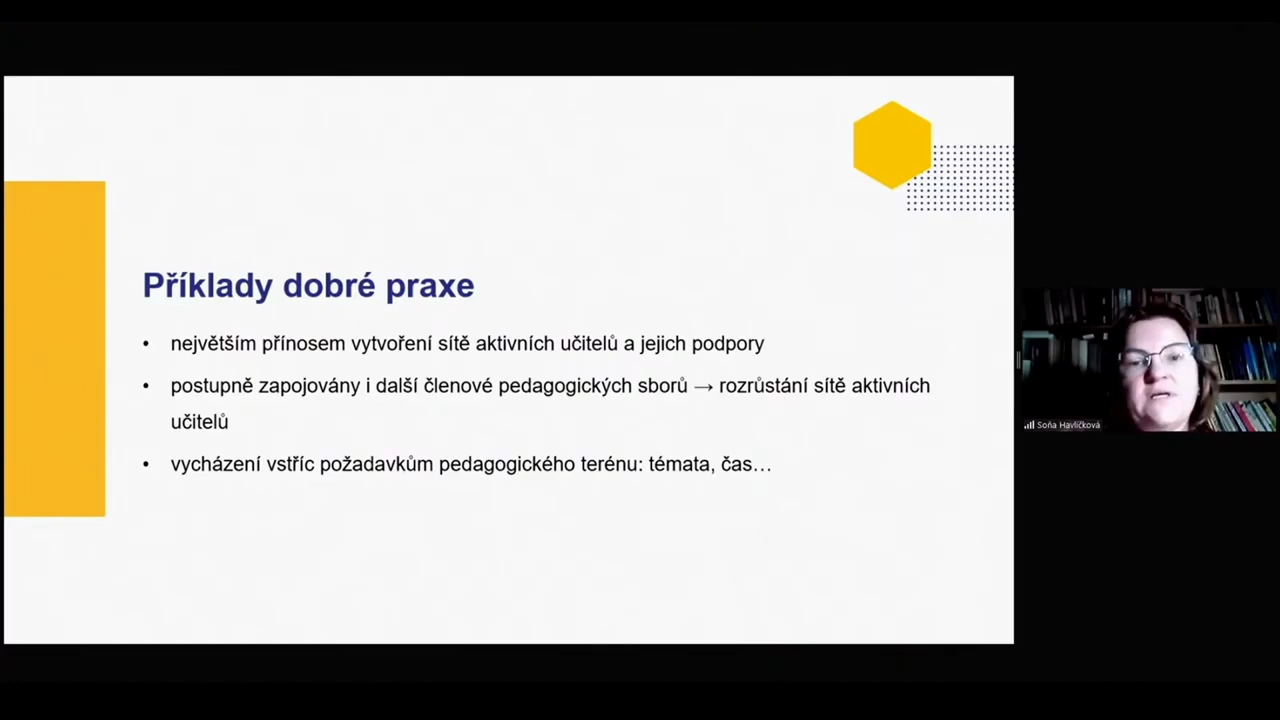 Příklady dobré praxe
• největším přínosem vytvoření sítě aktivních učitelů a jejich podpory
• postupně zapojovány i další členové pedagogických sborů → rozrůstání sítě aktivních
učitelů
• vycházení vstříc požadavkům pedagogického terénu: témata, čas…
Soňa Havlíčková